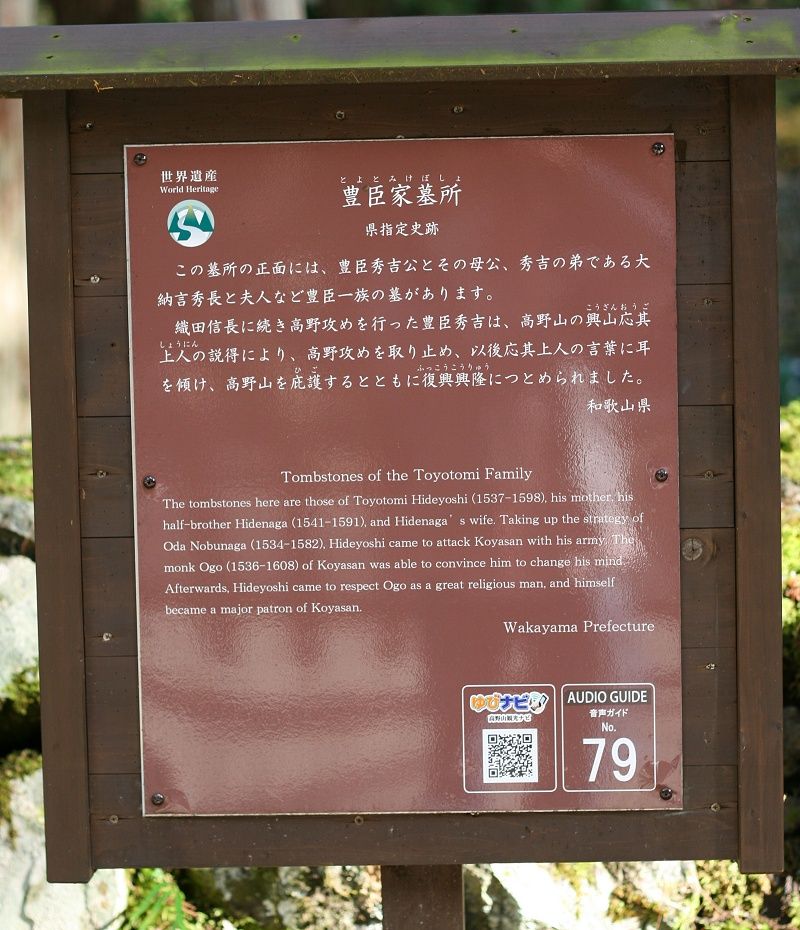 世界遺産
World Heritage
とよとみけぼしょ
豊臣家墓所
県指定史跡
この墓所の正面には、豊臣秀吉公とその母公、秀吉の弟である大
納言秀長と夫人など豊臣一族の墓があります。
こうざんおうご
織田信長に続き高野攻めを行った豊臣秀吉は、高野山の興山応其
しょうにん
上人の説得により、高野攻めを取り止め、以後応其上人の言葉に耳
ひご ふっこうこうりゅう
を傾け、高野山を庇護するとともに復興興隆につとめられました。
和歌山県
Tombstones of the Toyotomi Family
The tombstones here are those of Toyotomi Hideyoshi (1537-1598), his mother, his
half-brother Hidenaga (1541-1591), and Hidenaga's wife. Taking up the strategy of
Oda Nobunaga (1534-1582), Hideyoshi came to attack Koyasan with his army. The
monk Ogo (1536-1608) of Koyasan was able to convince him to change his mind.
Afterwards, Hideyoshi came to respect Ogo as a great religious man, and himself
became a major patron of Koyasan.
Wakayama Prefecture
ゆびナビ
高野山観光ナビ
AUDIO GUIDE
音声ガイド
No.
79